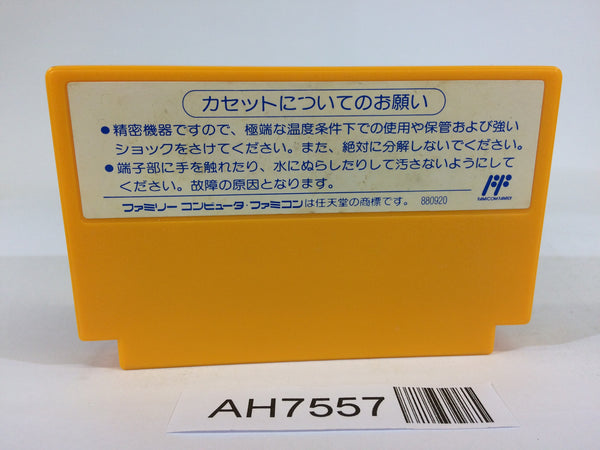 カセットについてのお願い
●精密機器ですので、極端な温度条件下での使用や保管および強い
ショックをさけてください。また、絶対に分解しないでください。
●端子部に手を触れたり、水にぬらしたりして汚さないようにして
ください。故障の原因となります。
FAMICOM FAMILY
ファミリー コンピュータ・ファミコンは任天堂の商標です。 880920
AH7557